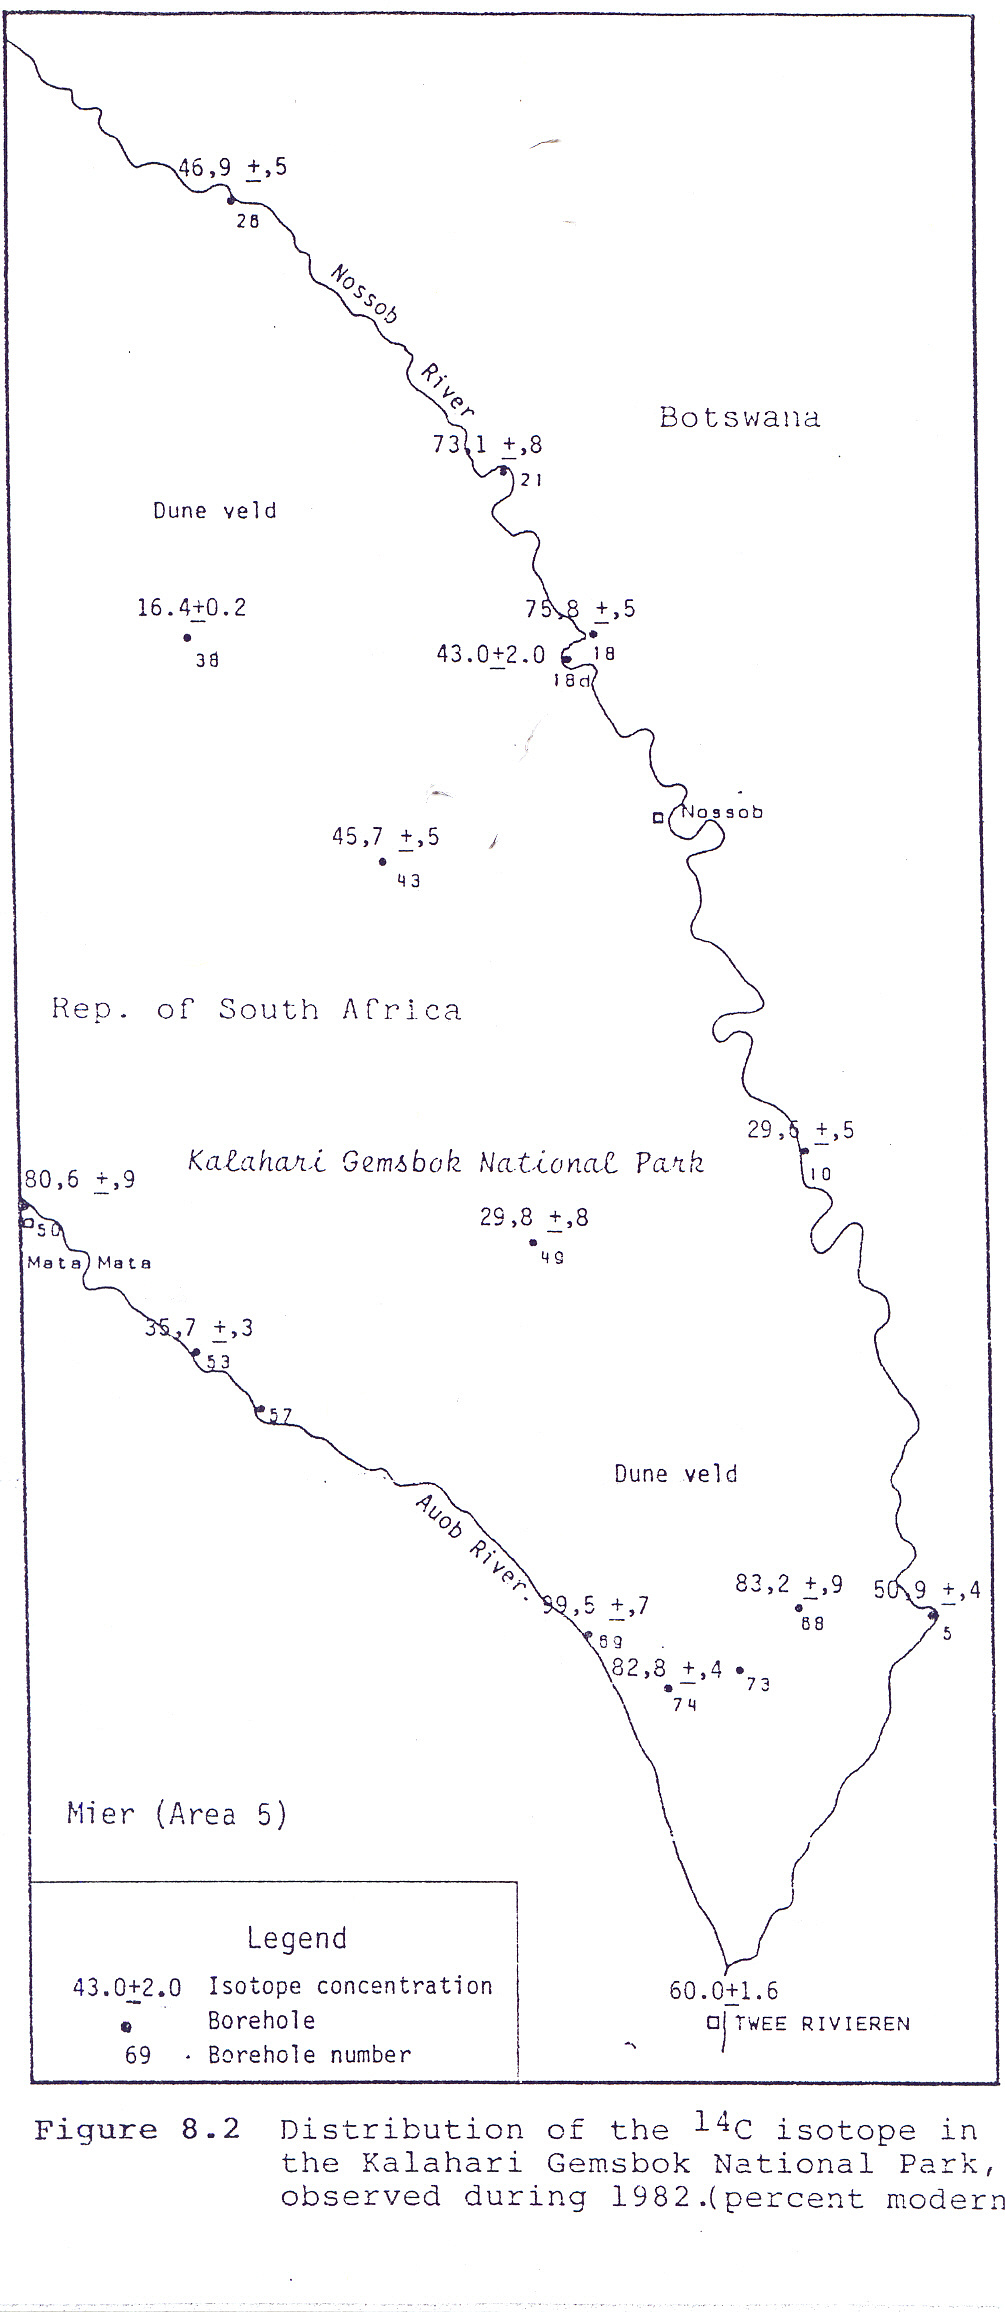 46,9 ±,5
28
Nossob
River
Botswana
73,1 ±,8
21
Dune veld
16.4±0.2
38
75,8 ±,5
18
43.0±2.0
18d
Nossob
45,7 ±,5
43
Rep. of South Africa
29,5 ±,5
10
Kalahari Gemsbok National Park
80,6 ±,9
50
Mata Mata
29,8 ±,8
49
35,7 ±,3
53
57
Dune veld
Auob River.
83,2 ±,9
68
50,9 ±,4
5
99,5 ±,7
69
82,8 ±,4
73
74
Mier (Area 5)
Legend
43.0±2.0 Isotope concentration
Borehole
69 Borehole number
60.0±1.6
TWEE RIVIEREN
Figure 8.2 Distribution of the 14C isotope in
the Kalahari Gemsbok National Park,
observed during 1982.(percent modern